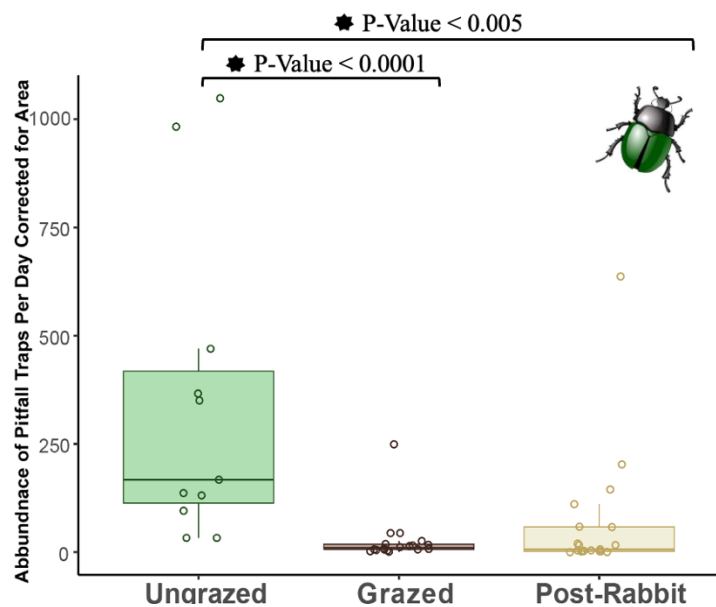 P-Value < 0.005
P-Value < 0.0001
Abbundnace of Pitfall Traps Per Day Corrected for Area
1000
750
500
250
0
Ungrazed Grazed Post-Rabbit